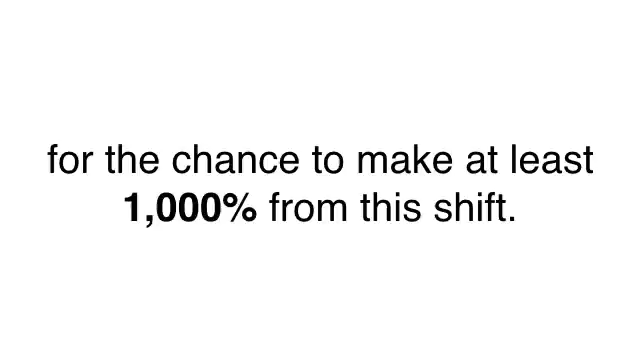 for the chance to make at least
1,000% from this shift.